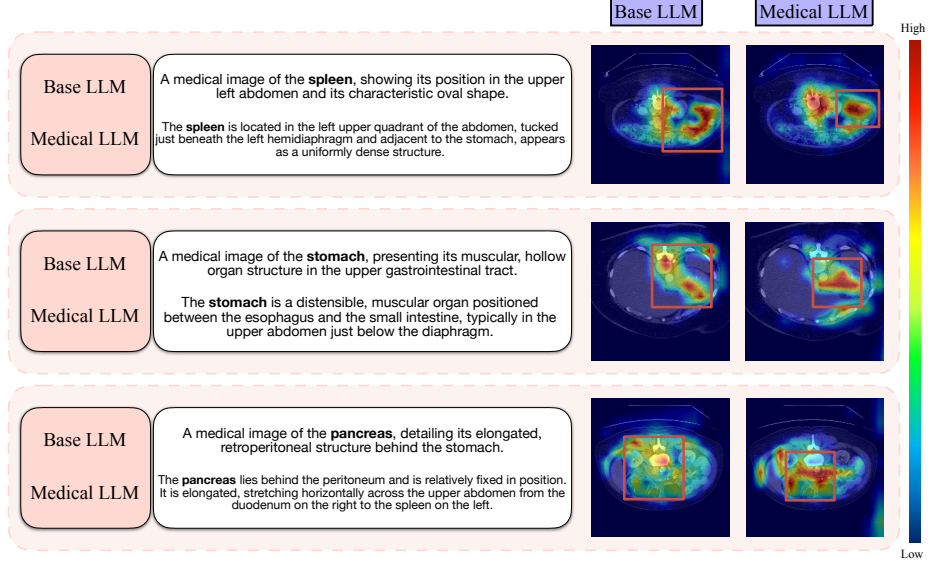 Base LLM
Medical LLM
High
Base LLM
Medical LLM
A medical image of the spleen, showing its position in the upper
left abdomen and its characteristic oval shape.
The spleen is located in the left upper quadrant of the abdomen, tucked
just beneath the left hemidiaphragm and adjacent to the stomach, appears
as a uniformly dense structure.
Base LLM
Medical LLM
A medical image of the stomach, presenting its muscular, hollow
organ structure in the upper gastrointestinal tract.
The stomach is a distensible, muscular organ positioned
between the esophagus and the small intestine, typically in the
upper abdomen just below the diaphragm.
Base LLM
Medical LLM
A medical image of the pancreas, detailing its elongated,
retroperitoneal structure behind the stomach.
The pancreas lies behind the peritoneum and is relatively fixed in position.
It is elongated, stretching horizontally across the upper abdomen from the
duodenum on the right to the spleen on the left.
Low